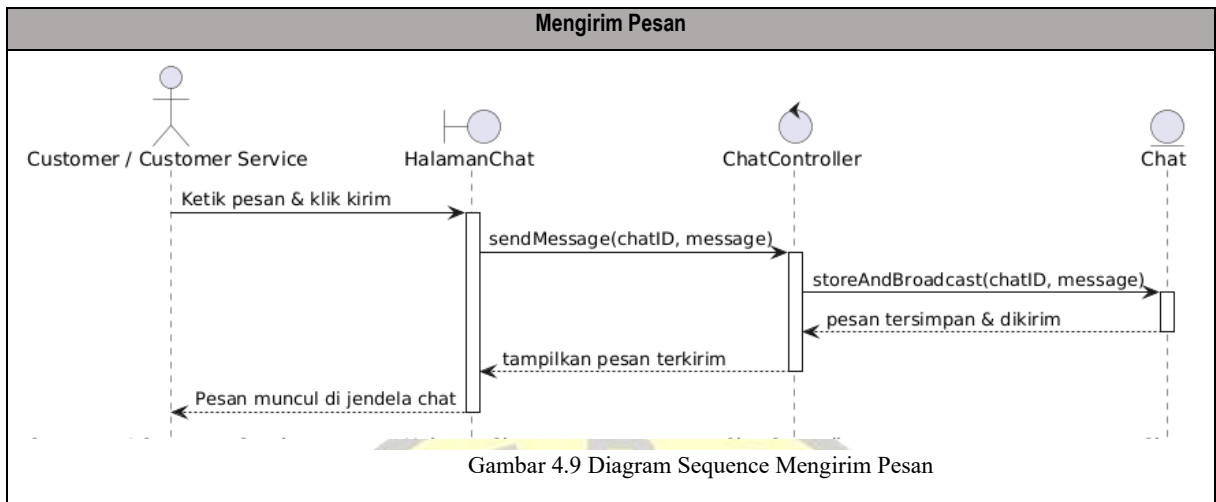 Mengirim Pesan
Customer / Customer Service
HalamanChat
ChatController
Chat
Ketik pesan & klik kirim
sendMessage(chatID, message)
storeAndBroadcast(chatID, message)
pesan tersimpan & dikirim
tampilkan pesan terkirim
Pesan muncul di jendela chat
Gambar 4.9 Diagram Sequence Mengirim Pesan